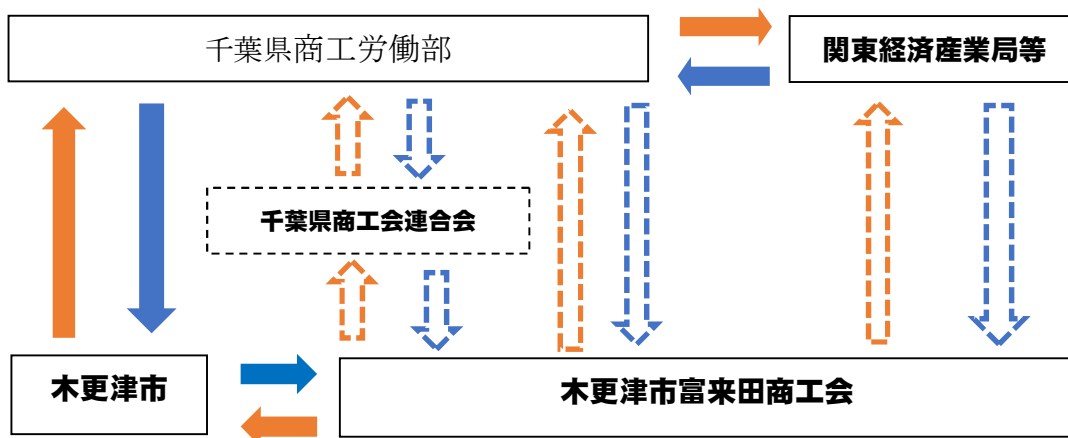 千葉県商工労働部
関東経済産業局等
千葉県商工会連合会
木更津市
木更津市富来田商工会